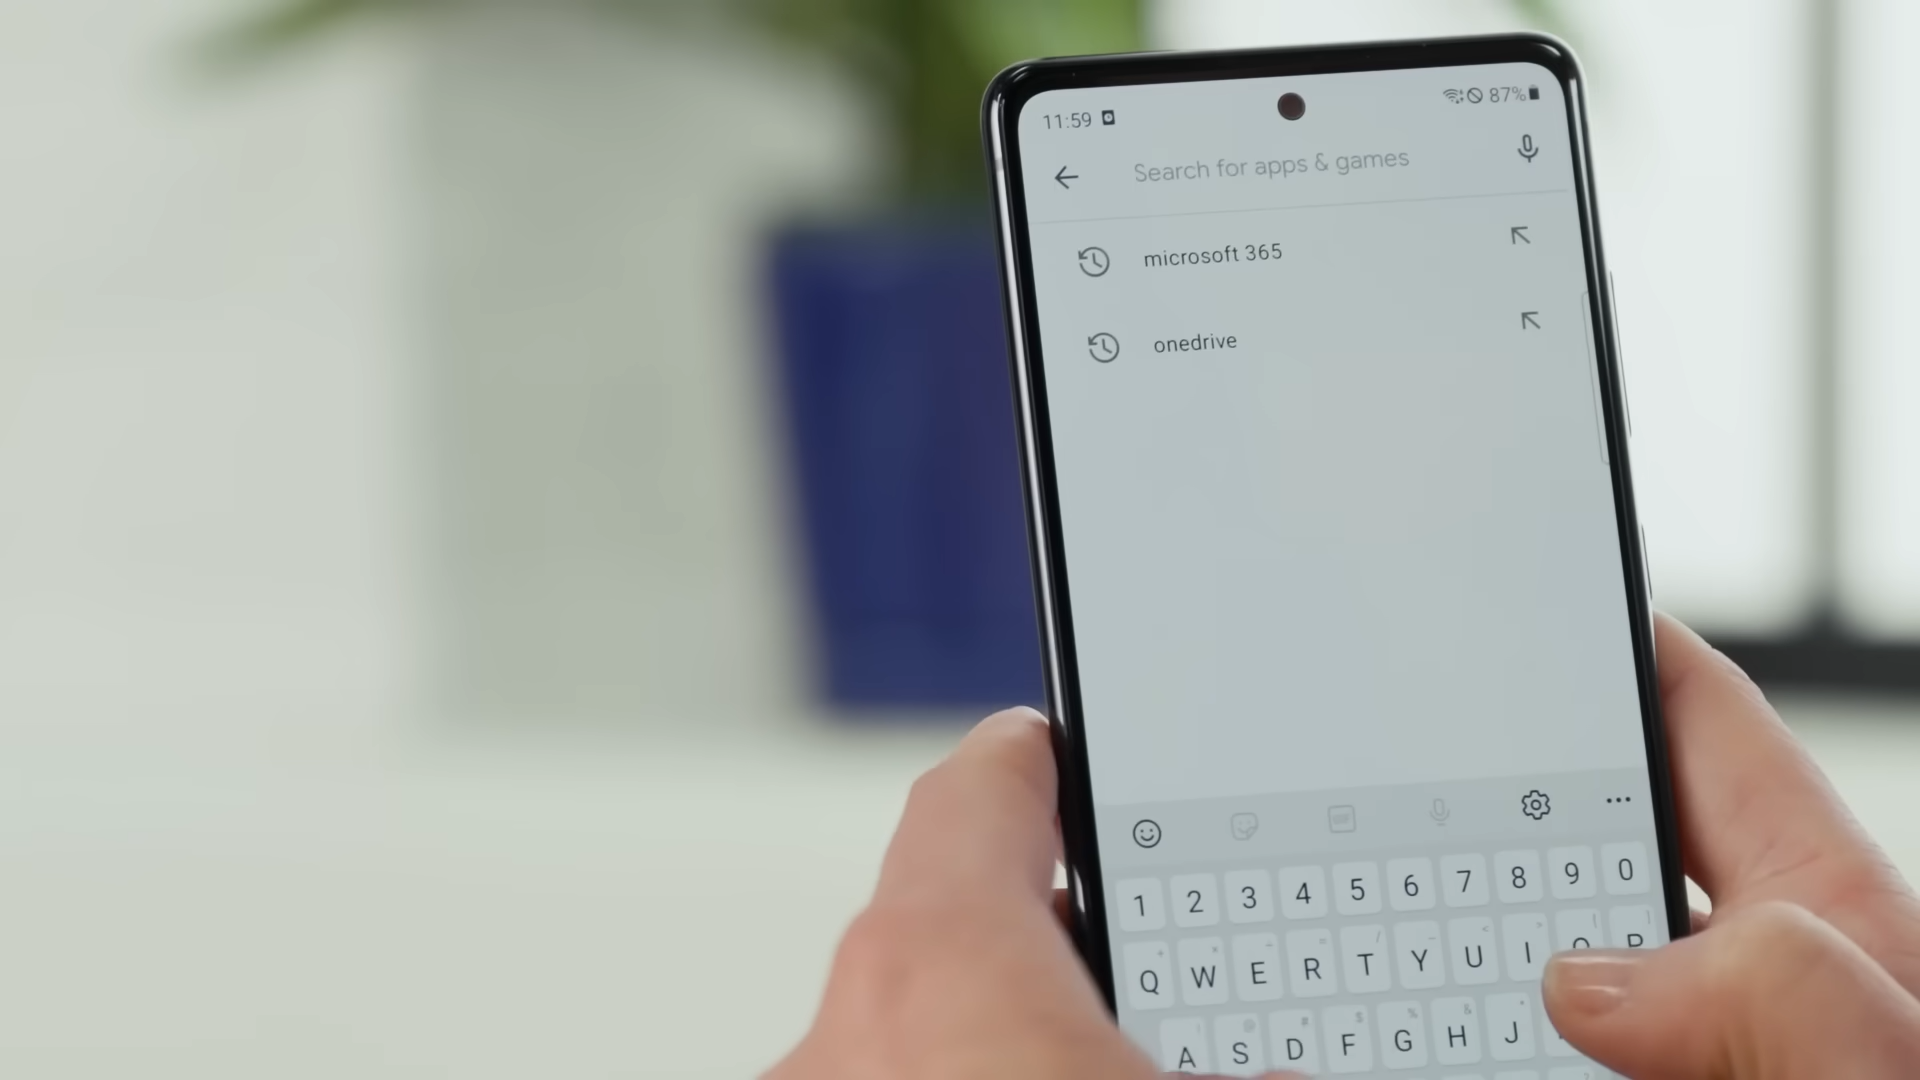 11:59 87%
Search for apps & games
microsoft 365
onedrive
GIF
1 2 3 4 5 6 7 8 9 0
Q W E R T Y U I O P
A S D F G H J